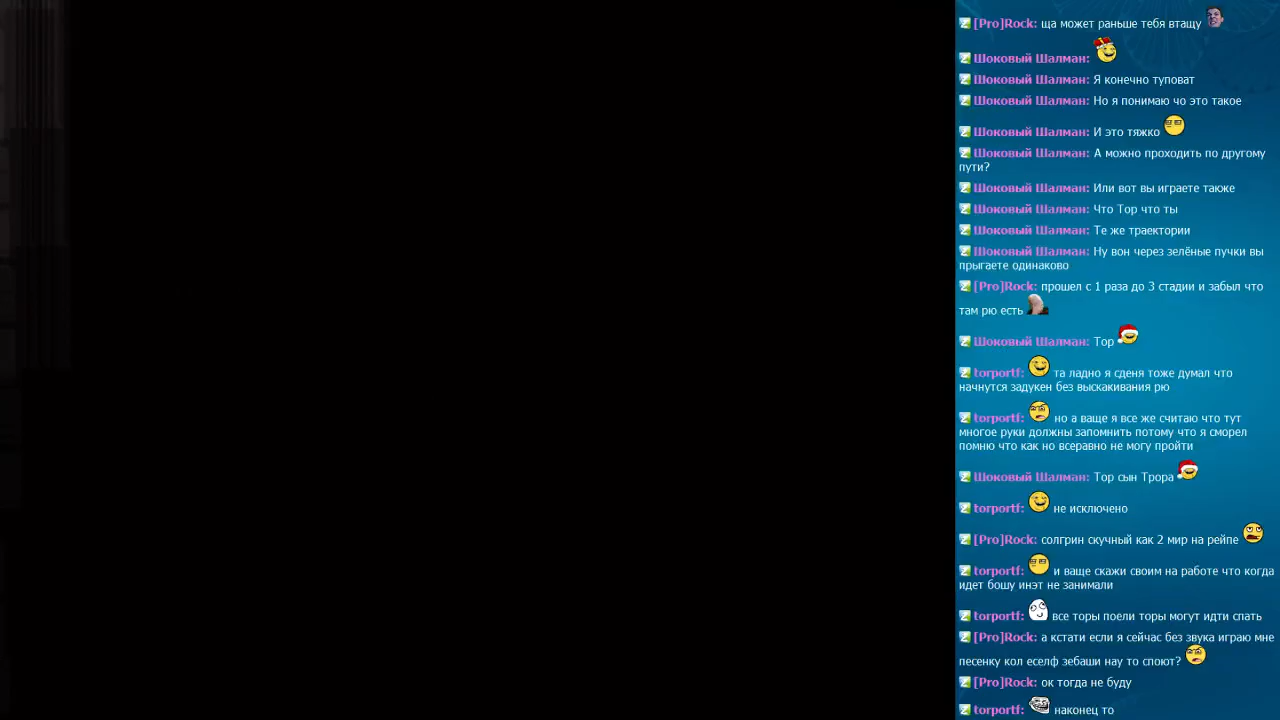 [Pro]Rock: ща может раньше тебя втащу
Шоковый Шалман:
Шоковый Шалман: Я конечно туповат
Шоковый Шалман: Но я понимаю чо это такое
Шоковый Шалман: И это тяжко
Шоковый Шалман: А можно проходить по другому
пути?
Шоковый Шалман: Или вот вы играете также
Шоковый Шалман: Что Тор что ты
Шоковый Шалман: Те же траектории
Шоковый Шалман: Ну вон через зелёные пучки вы
прыгаете одинаково
[Pro]Rock: прошел с 1 раза до 3 стадии и забыл что
там рю есть
Шоковый Шалман: Тор
torportf: та ладно я сденя тоже думал что
начнутся задукен без выскакивания рю
torportf: но а ваще я все же считаю что тут
многое руки должны запомнить потому что я сморел
помню что как но всеравно не могу пройти
Шоковый Шалман: Тор сын Трора
torportf: не исключено
[Pro]Rock: солгрин скучный как 2 мир на рейпе
torportf: и ваще скажи своим на работе что когда
идет бошу инэт не занимали
torportf: все торы поели торы могут идти спать
[Pro]Rock: а кстати если я сейчас без звука играю мне
песенку кол еселф зебаши нау то споют?
[Pro]Rock: ок тогда не буду
torportf: наконец то